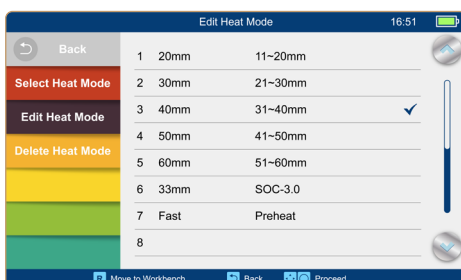 Edit Heat Mode 16:51
Back
Select Heat Mode
Edit Heat Mode
Delete Heat Mode
1 20mm 11~20mm
2 30mm 21~30mm
3 40mm 31~40mm
4 50mm 41~50mm
5 60mm 51~60mm
6 33mm SOC-3.0
7 Fast Preheat
8
R Move to Workbench Back Proceed